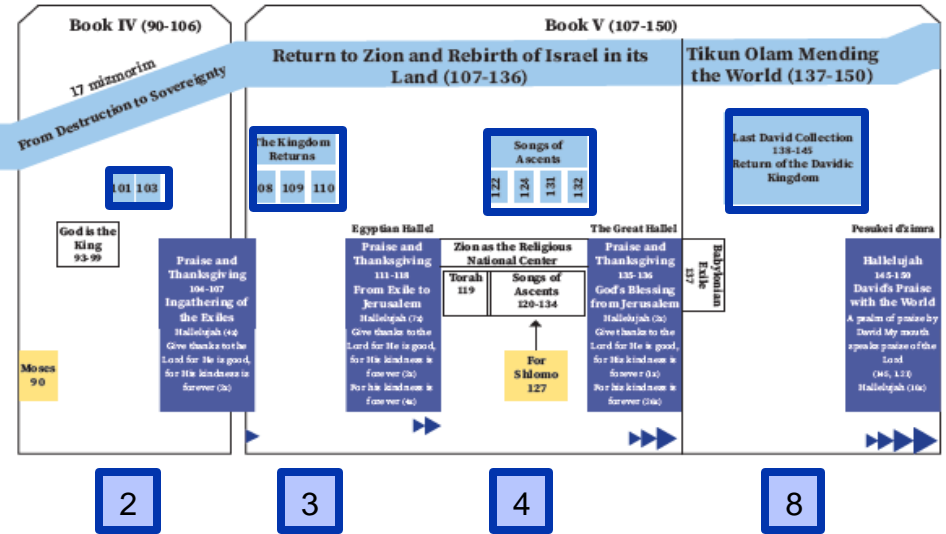 Book IV (90-106)
Book V (107-150)
17 mizmorim
From Destruction to Sovereignty
Return to Zion and Rebirth of Israel in its
Land (107-136)
Tikun Olam Mending
the World (137-150)
101 103
The Kingdom
Returns
08 109 110
Songs of
Ascents
122 124 131 132
Last David Collection
138-145
Return of the Davidic
Kingdom
God is the
King
93-99
Praise and
Thanksgiving
104-107
Ingathering of
the Exiles
Hallelujah (4x)
Give thanks to the
Lord for He is good,
for His kindness is
forever (2x)
Egyptian Hallel
Praise and
Thanksgiving
111-118
From Exile to
Jerusalem
Hallelujah (7x)
Give thanks to the
Lord for He is good,
for His kindness is
forever (2x)
For his kindness is
forever (4x)
Zion as the Religious
National Center
Torah
119
Songs of
Ascents
120-134
For
Shlomo
127
The Great Hallel
Praise and
Thanksgiving
135-136
God's Blessing
from Jerusalem
Hallelujah (2x)
Give thanks to the
Lord for He is good,
for His kindness is
forever (1x)
For His kindness is
forever (26x)
Babylonian
Exile
137
Pesukei d'zimra
Hallelujah
145-150
David's Praise
with the World
A psalm of praise by
David My mouth
speaks praise of the
Lord
(145, 1.21)
Hallelujah (10x)
Moses
90
2
3
4
8